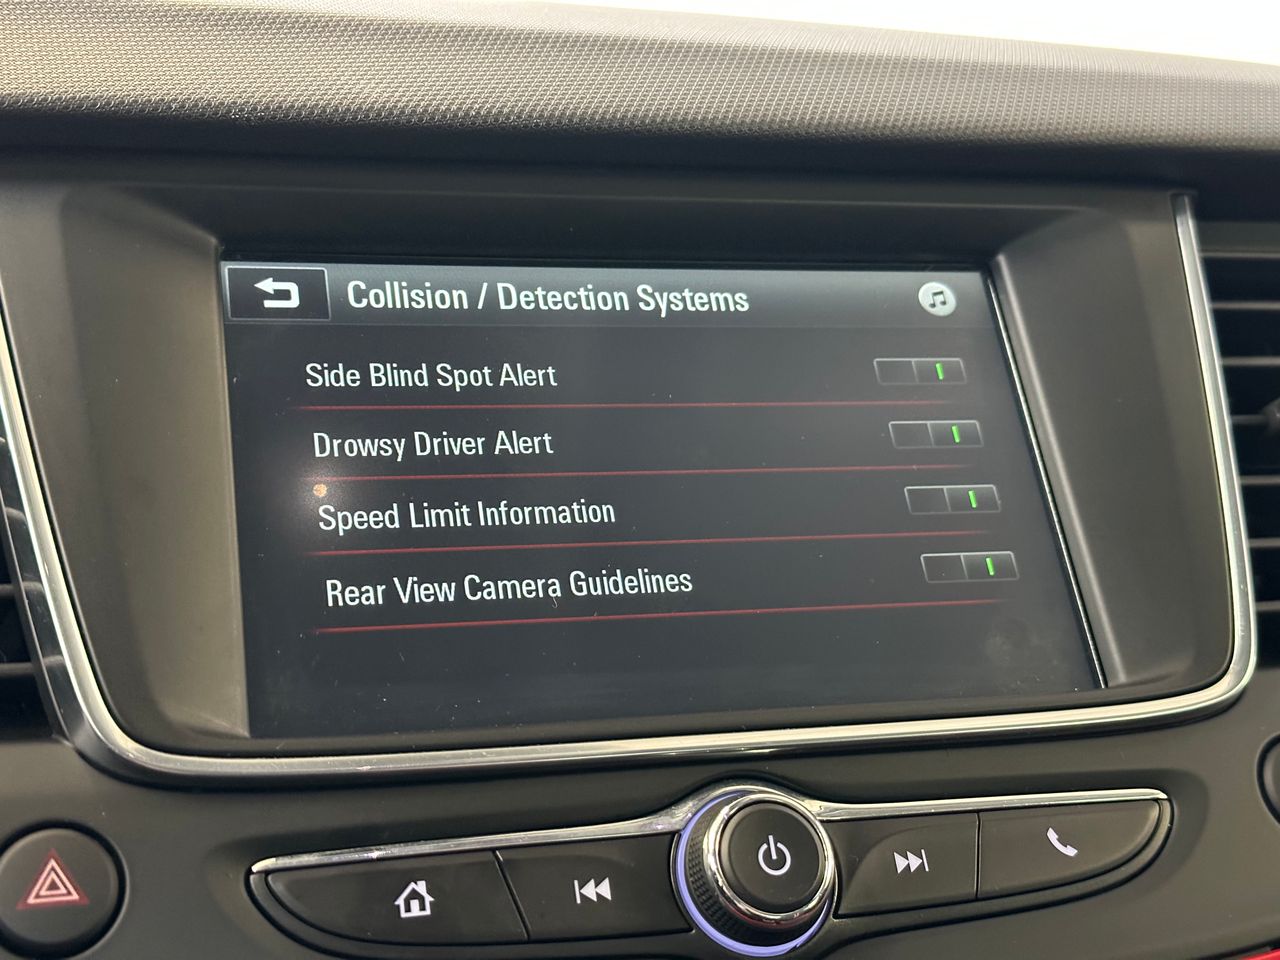 Collision / Detection Systems
Side Blind Spot Alert
Drowsy Driver Alert
Speed Limit Information
Rear View Camera Guidelines